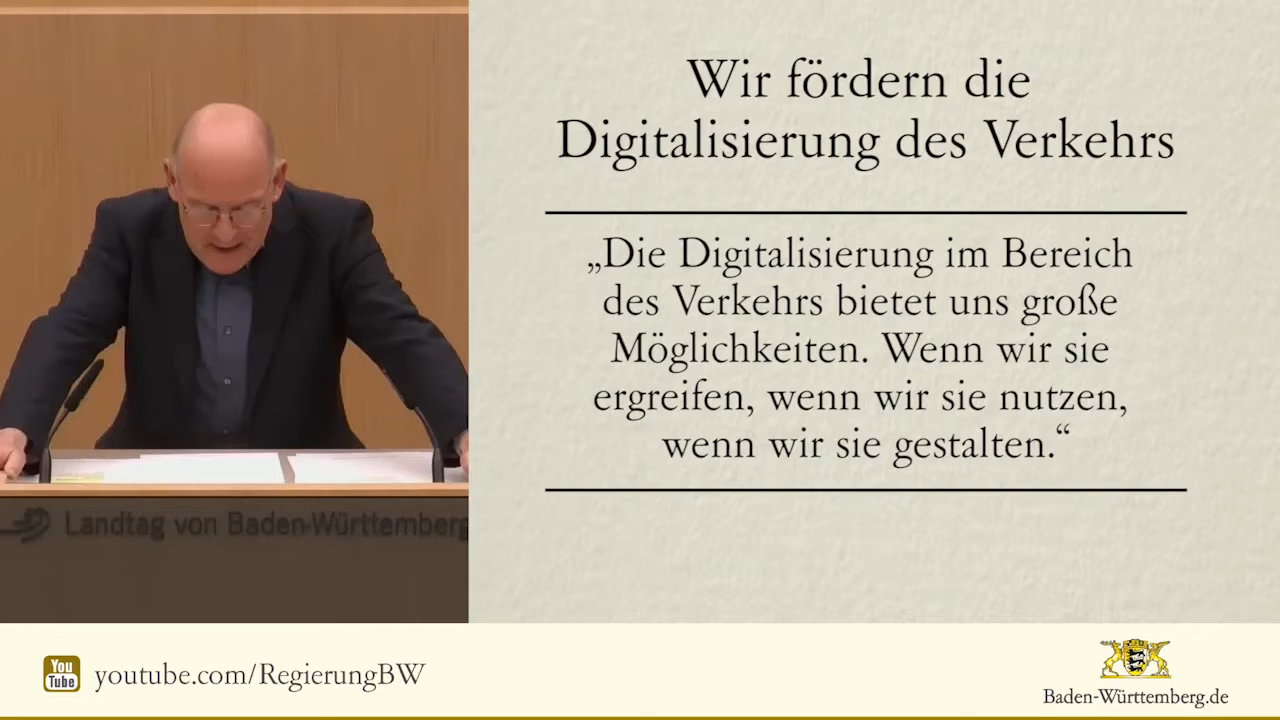 Wir fördern die
Digitalisierung des Verkehrs
„Die Digitalisierung im Bereich
des Verkehrs bietet uns große
Möglichkeiten. Wenn wir sie
ergreifen, wenn wir sie nutzen,
wenn wir sie gestalten.“
Landtag von Baden-Württemberg
You
Tube
youtube.com/RegierungBW
Baden-Württemberg.de